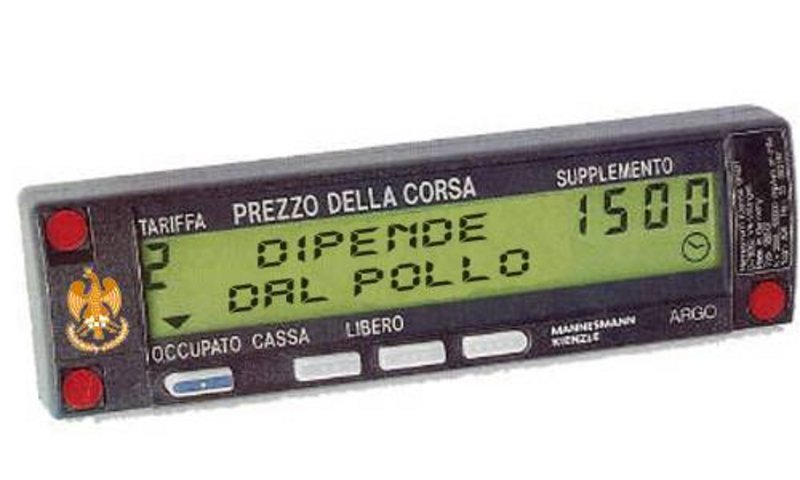 TARIFFA PREZZO DELLA CORSA SUPPLEMENTO
2 DIPENDE 1500
DAL POLLO
OCCUPATO CASSA LIBERO
MANNESMANN
KIENZLE
ARGO